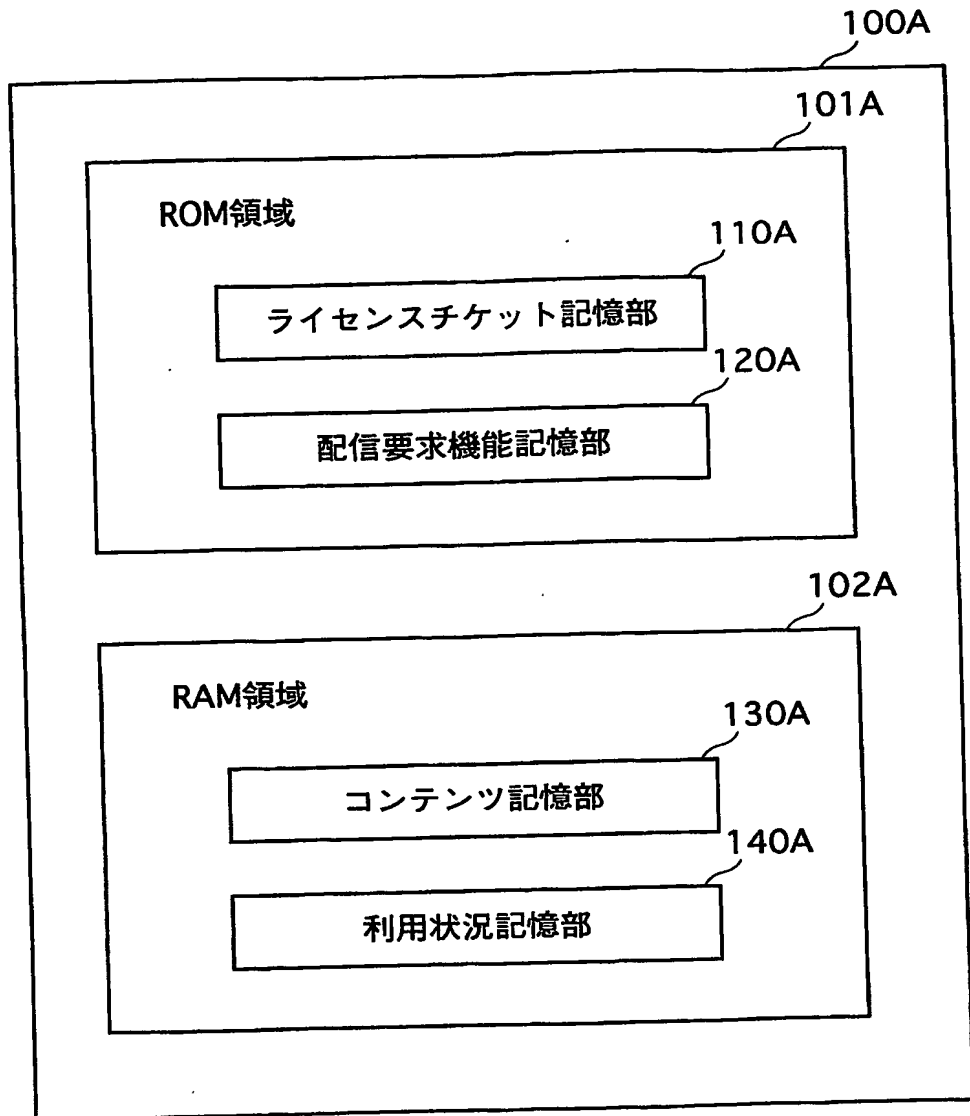 100A
101A
ROM領域
110A
ライセンスチケット記憶部
120A
配信要求機能記憶部
102A
RAM領域
130A
コンテンツ記憶部
140A
利用状況記憶部